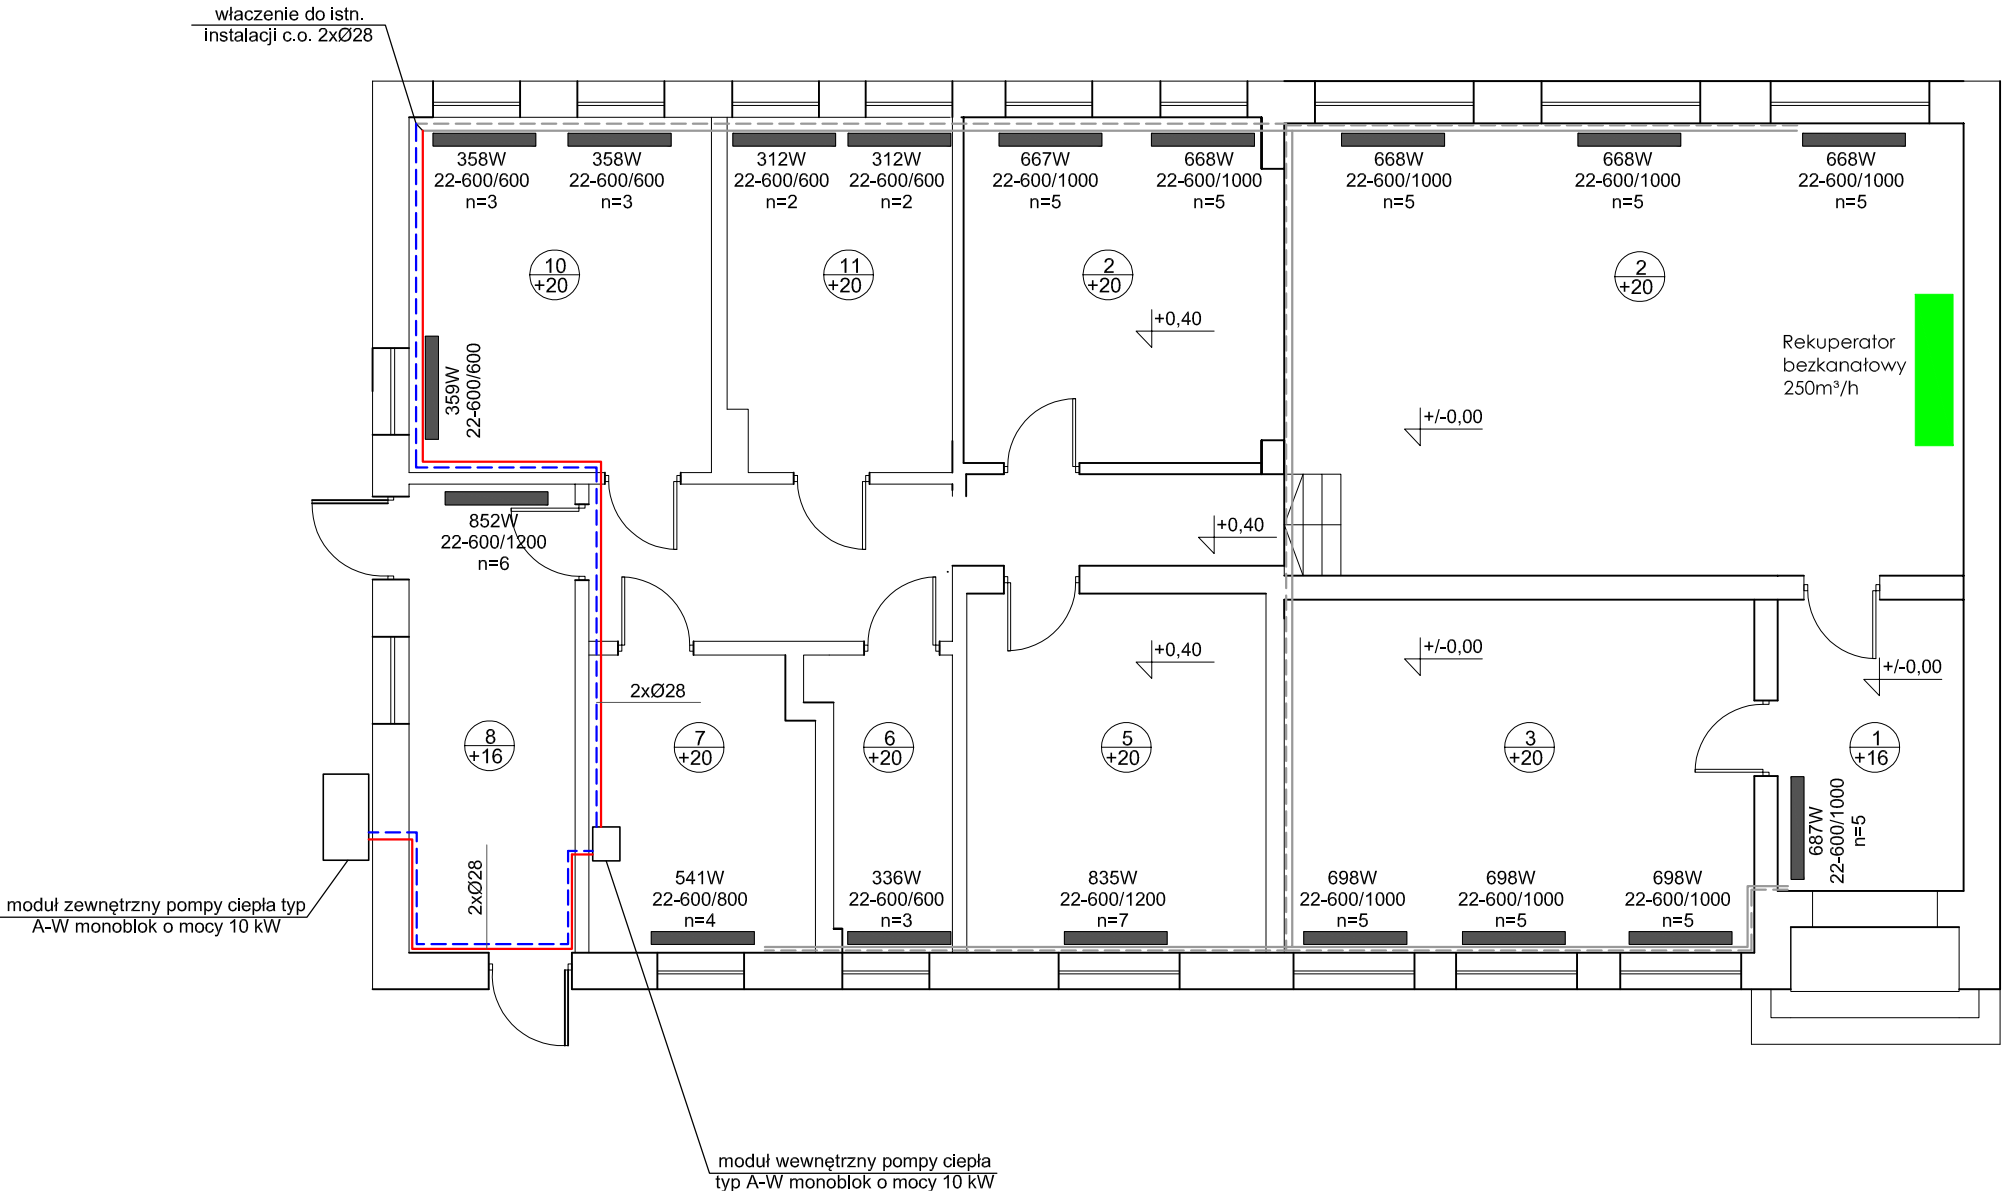 właczenie do istn.
instalacji c.o. 2xØ28
358W
22-600/600
n=3
358W
22-600/600
n=3
312W
22-600/600
n=2
312W
22-600/600
n=2
667W
22-600/1000
n=5
668W
22-600/1000
n=5
668W
22-600/1000
n=5
668W
22-600/1000
n=5
668W
22-600/1000
n=5
10
+20
11
+20
2
+20
2
+20
+0,40
359W
22-600/600
Rekuperator
bezkanałowy
250m³/h
+/-0,00
852W
22-600/1200
n=6
+0,40
+0,40
+/-0,00
+/-0,00
2xØ28
8
+16
7
+20
6
+20
5
+20
3
+20
1
+16
687W
22-600/1000
n=5
2xØ28
541W
22-600/800
n=4
336W
22-600/600
n=3
835W
22-600/1200
n=7
698W
22-600/1000
n=5
698W
22-600/1000
n=5
698W
22-600/1000
n=5
moduł zewnętrzny pompy ciepła typ
A-W monoblok o mocy 10 kW
moduł wewnętrzny pompy ciepła
typ A-W monoblok o mocy 10 kW